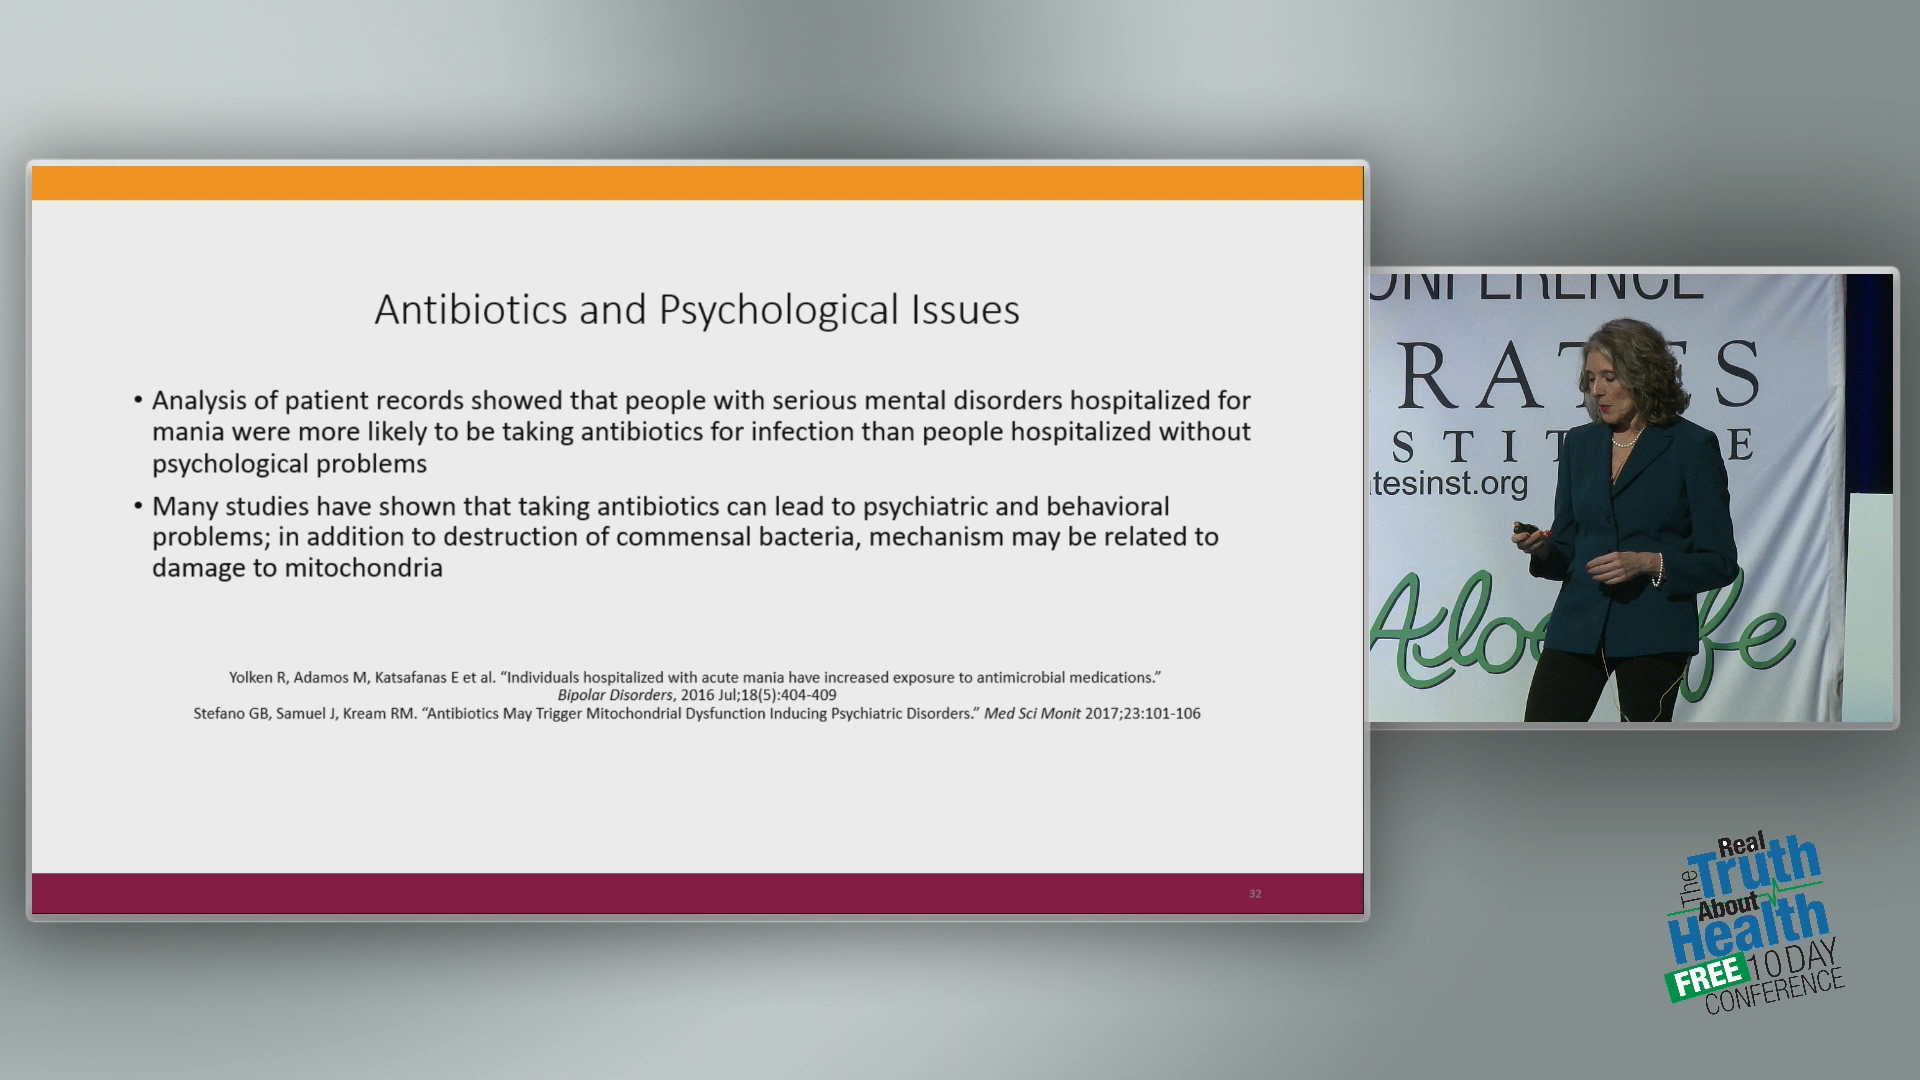 Antibiotics and Psychological Issues
• Analysis of patient records showed that people with serious mental disorders hospitalized for
mania were more likely to be taking antibiotics for infection than people hospitalized without
psychological problems
• Many studies have shown that taking antibiotics can lead to psychiatric and behavioral
problems; in addition to destruction of commensal bacteria, mechanism may be related to
damage to mitochondria
Yolken R, Adamos M, Katsafanas E et al. “Individuals hospitalized with acute mania have increased exposure to antimicrobial medications.”
Bipolar Disorders, 2016 Jul;18(5):404-409
Stefano GB, Samuel J, Kream RM. “Antibiotics May Trigger Mitochondrial Dysfunction Inducing Psychiatric Disorders.” Med Sci Monit 2017;23:101-106
32
tesinst.org
The Real
Truth
About
Health
FREE 10 DAY
CONFERENCE